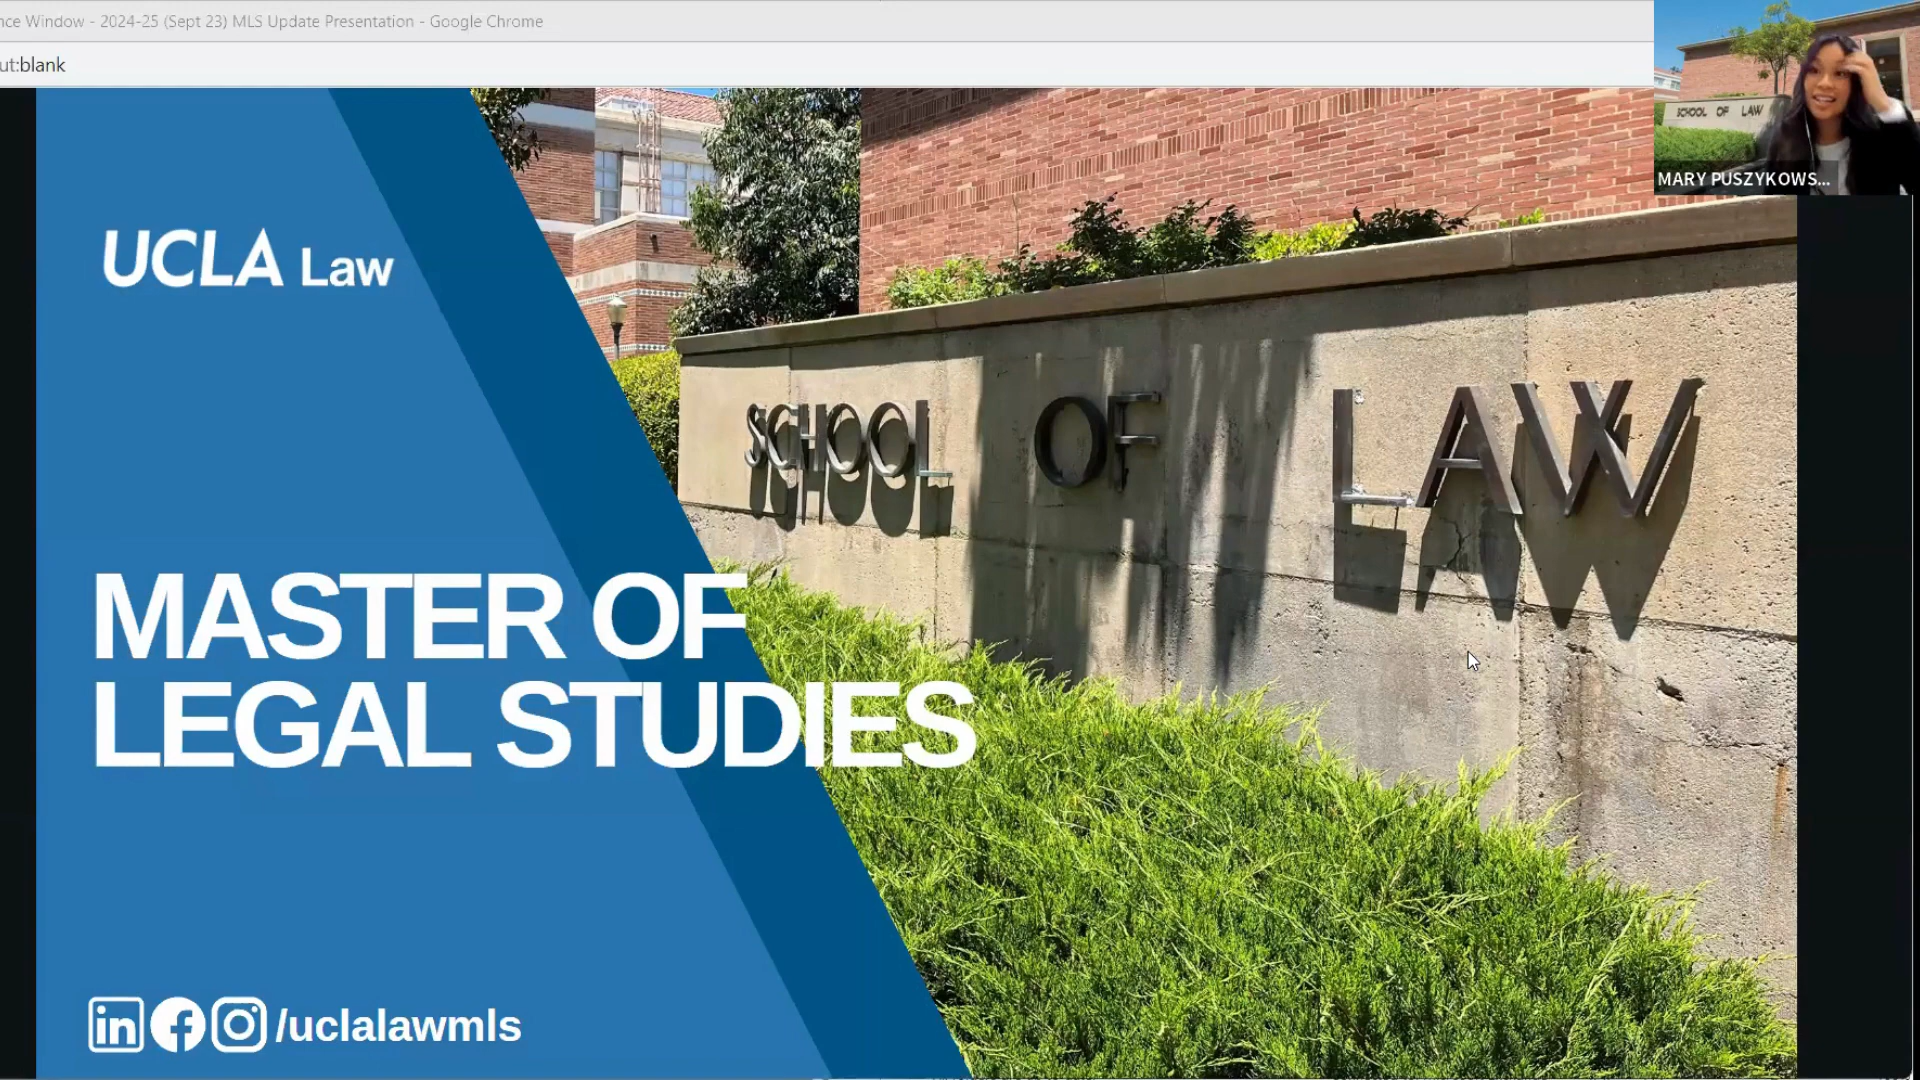 nce Window - 2024-25 (Sept 23) MLS Update Presentation - Google Chrome
ut:blank
SCHOOL OF LAW
MARY PUSZYKOWS...
UCLA Law
SCHOOL OF LAW
MASTER OF
LEGAL STUDIES
in
/uclalawmls